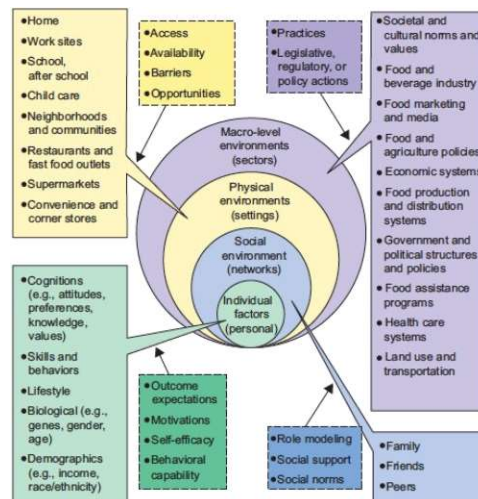 • Home
• Work sites
• School,
after school
• Child care
• Neighborhoods
and communities
• Restaurants and
fast food outlets
• Supermarkets
• Convenience and
corner stores
• Access
• Availability
• Barriers
• Opportunities
• Practices
• Legislative,
regulatory, or
policy actions
• Societal and
cultural norms and
values
• Food and
beverage industry
• Food marketing
and media
• Food and
agriculture policies
• Economic systems
• Food production
and distribution
systems
• Government and
political structures
and policies
• Food assistance
programs
• Health care
systems
• Land use and
transportation
Macro-level
environments
(sectors)
Physical
environments
(settings)
Social
environment
(networks)
Individual
factors
(personal)
• Cognitions
(e.g., attitudes,
preferences,
knowledge,
values)
• Skills and
behaviors
• Lifestyle
• Biological (e.g.,
genes, gender,
age)
• Demographics
(e.g., income,
race/ethnicity)
• Outcome
expectations
• Motivations
• Self-efficacy
• Behavioral
capability
• Role modeling
• Social support
• Social norms
• Family
• Friends
• Peers